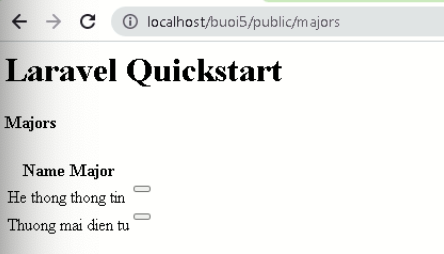 localhost/buoi5/public/majors
Laravel Quickstart
Majors
Name Major
He thong thong tin
Thuong mai dien tu